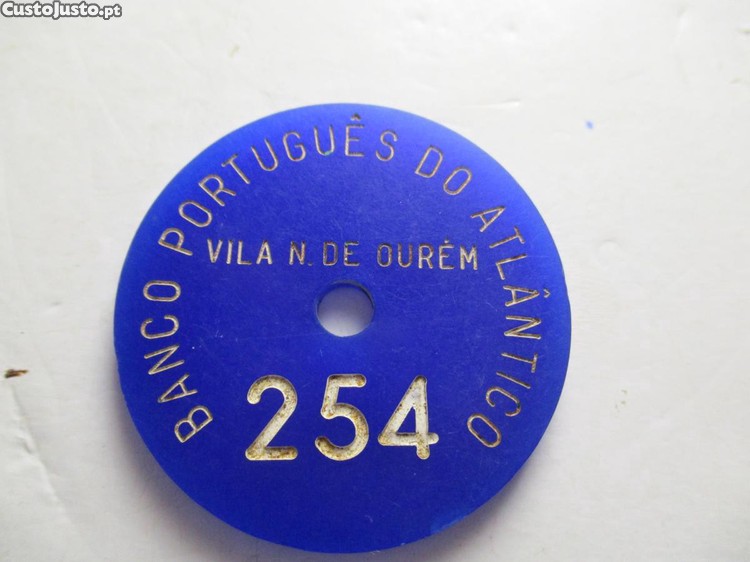 CustoJusto.pt
BANCO PORTUGUÊS DO ATLÂNTICO
VILA N. DE OURÉM
254